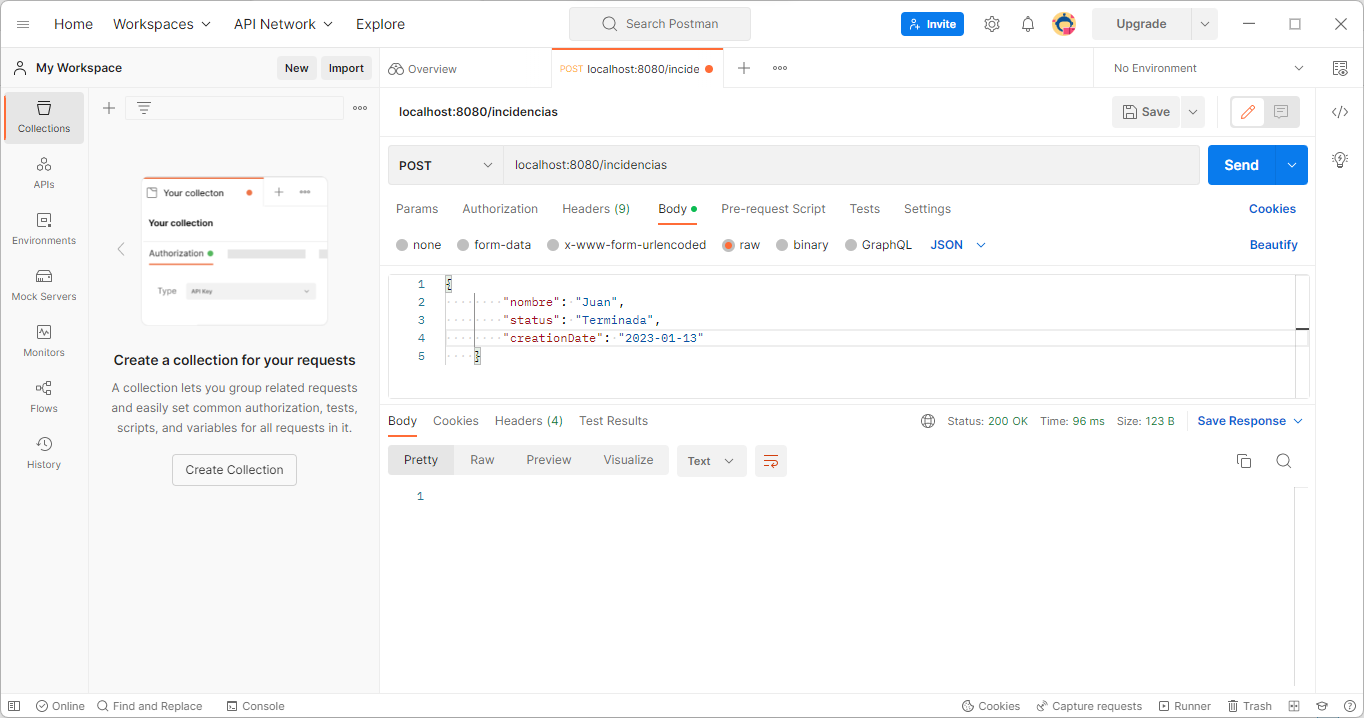 Home Workspaces API Network Explore Search Postman Invite Upgrade
My Workspace New Import Overview POST localhost:8080/incide No Environment
Collections
APIs
Environments
Mock Servers
Monitors
Flows
History
Your collecton
Your collection
Authorization
Type API Key
Create a collection for your requests
A collection lets you group related requests
and easily set common authorization, tests,
scripts, and variables for all requests in it.
Create Collection
localhost:8080/incidencias Save
POST localhost:8080/incidencias Send
Params Authorization Headers (9) Body Pre-request Script Tests Settings Cookies
none form-data x-www-form-urlencoded raw binary GraphQL JSON Beautify
1 {
2 "nombre": "Juan",
3 "status": "Terminada",
4 "creationDate": "2023-01-13"
5 }
Body Cookies Headers (4) Test Results Status: 200 OK Time: 96 ms Size: 123 B Save Response
Pretty Raw Preview Visualize Text
1
Online Find and Replace Console Cookies Capture requests Runner Trash